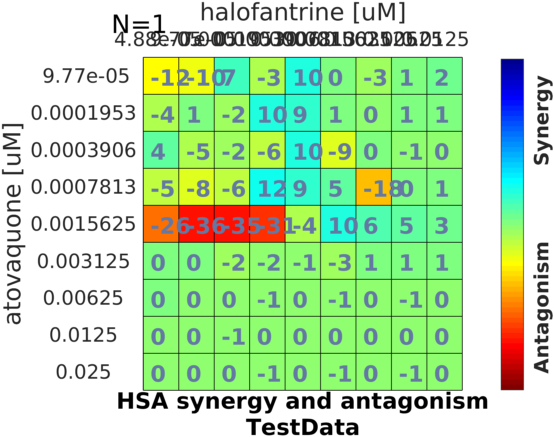 halofantrine [uM]
N=1
9.77e-05 -12 -10 7 -3 10 0 -3 1 2
0.0001953 -4 1 -2 10 9 1 0 1 1
0.0003906 4 -5 -2 -6 10 -9 0 -1 0
0.0007813 -5 -8 -6 12 9 5 -18 0 1
0.0015625 -26 -36 -35 -31 -4 10 6 5 3
0.003125 0 0 -2 -2 -1 -3 1 1 1
0.00625 0 0 0 -1 0 -1 0 -1 0
0.0125 0 0 -1 0 0 0 0 0 0
0.025 0 0 0 -1 0 -1 0 -1 0
atovaquone [uM]
Synergy
Antagonism
HSA synergy and antagonism
TestData